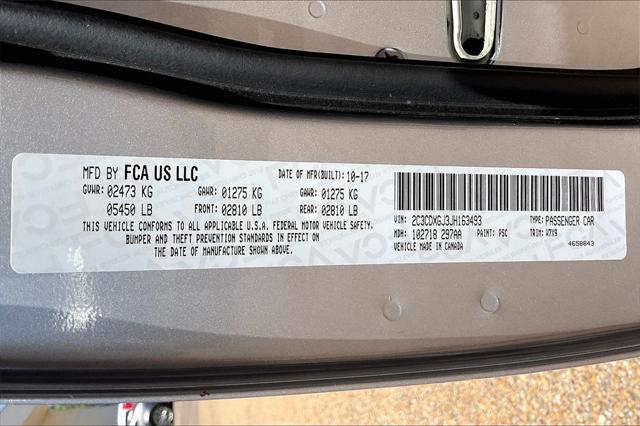 MFD BY FCA US LLC DATE OF MFR(BUILT): 10-17
GVWR: 02473 KG GAWR: 01275 KG GAWR: 01275 KG
05450 LB FRONT: 02810 LB REAR: 02810 LB
THIS VEHICLE CONFORMS TO ALL APPLICABLE U.S.A. FEDERAL MOTOR VEHICLE
BUMPER AND THEFT PREVENTION STANDARDS IN EFFECT ON
THE DATE OF MANUFACTURE SHOWN ABOVE.
VIN: 2C3CDXGJ3JH163493 TYPE: PASSENGER CAR
MDH: 102718 297AA PAINT: PSC TRIM: W7X9
VEHICLE MADE IN CANADA 4658843